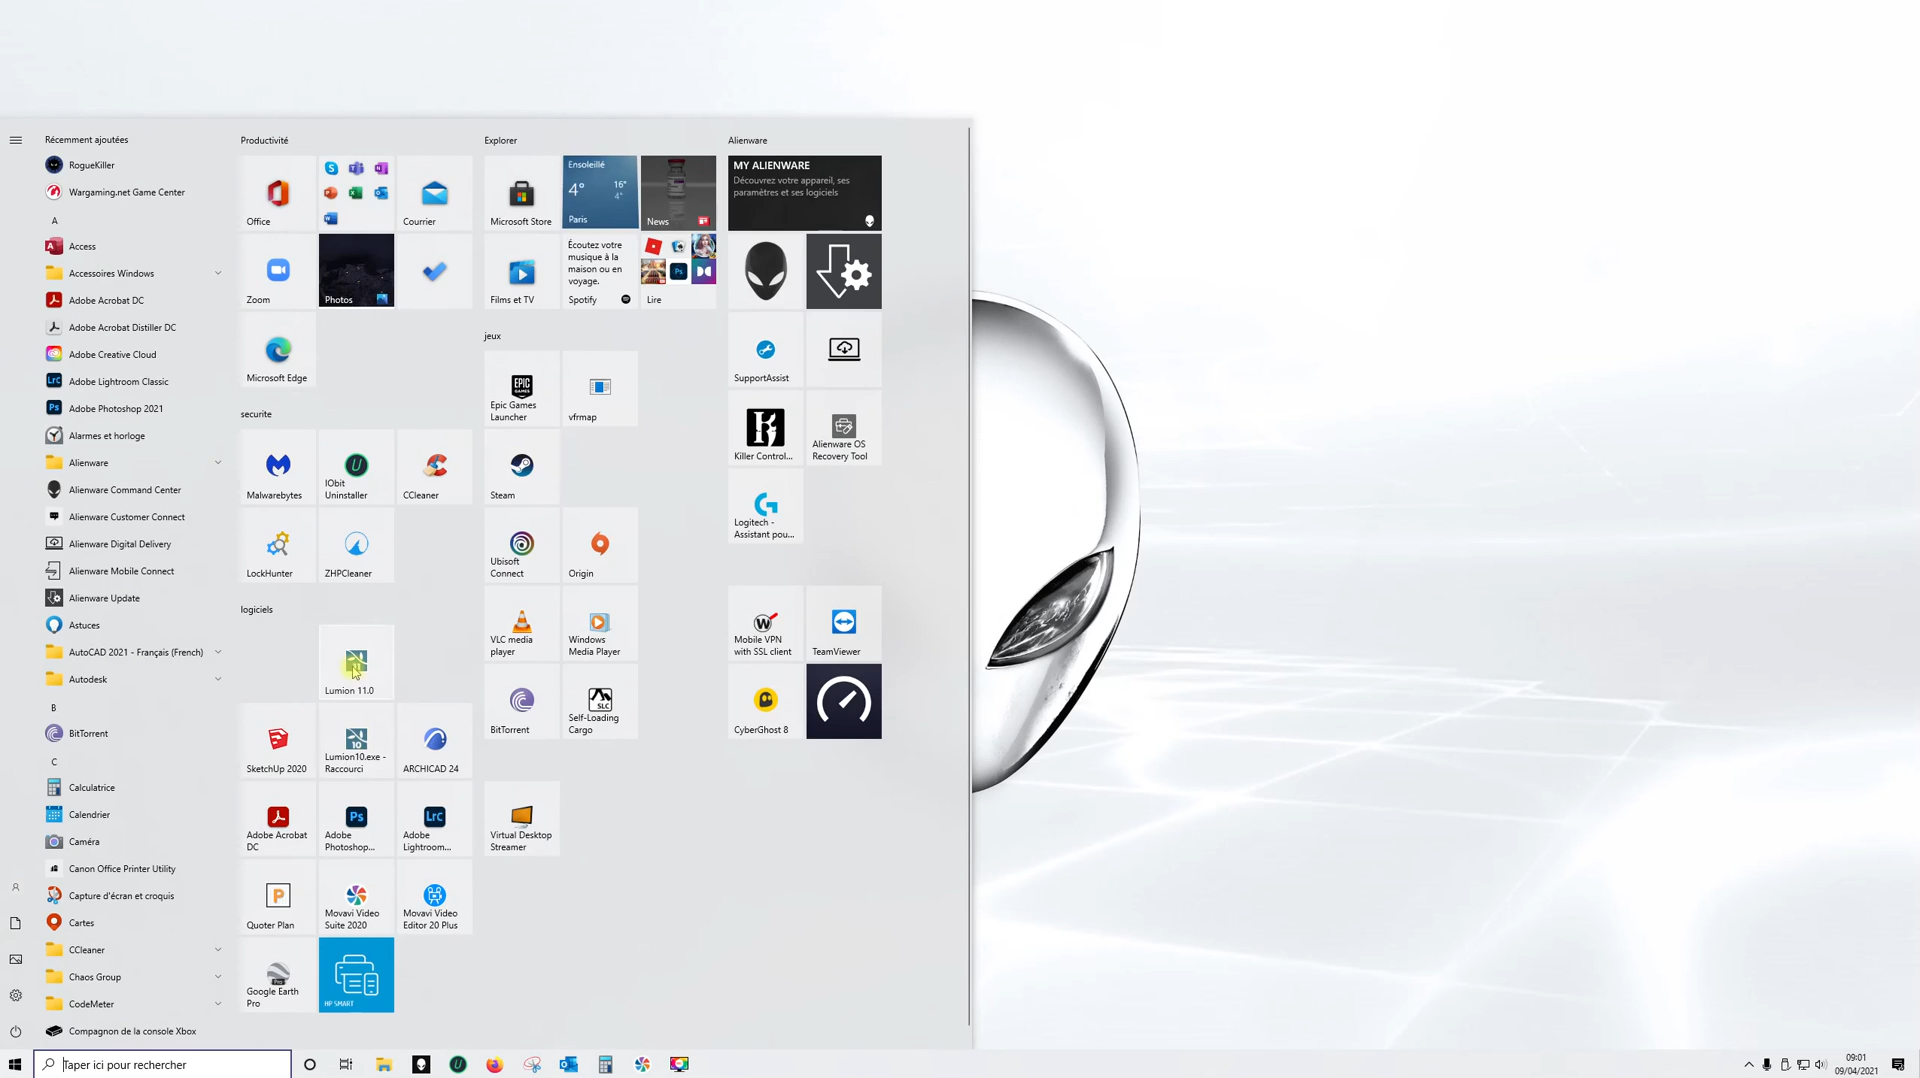 Récemment ajoutées
RogueKiller
Wargaming.net Game Center
A
Access
Accessoires Windows
Adobe Acrobat DC
Adobe Acrobat Distiller DC
Adobe Creative Cloud
Adobe Lightroom Classic
Adobe Photoshop 2021
Alarmes et horloge
Alienware
Alienware Command Center
Alienware Customer Connect
Alienware Digital Delivery
Alienware Mobile Connect
Alienware Update
Astuces
AutoCAD 2021 - Français (French)
Autodesk
B
BitTorrent
C
Calculatrice
Calendrier
Caméra
Canon Office Printer Utility
Capture d'écran et croquis
Cartes
CCleaner
Chaos Group
CodeMeter
Compagnon de la console Xbox
Productivité
Office
Courrier
Zoom
Photos
Microsoft Edge
securite
Malwarebytes
IObit
Uninstaller
CCleaner
LockHunter
ZHPCleaner
logiciels
Lumion 11.0
SketchUp 2020
10
Lumion10.exe -
Raccourci
ARCHICAD 24
Adobe Acrobat
DC
Ps
Adobe
Photoshop...
Lrc
Adobe
Lightroom...
Quoter Plan
Movavi Video
Suite 2020
Movavi Video
Editor 20 Plus
Google Earth
Pro
HP SMART
Explorer
Microsoft Store
Ensoleillé
4°
16°
4°
Paris
News
Films et TV
Écoutez votre
musique à la
maison ou en
voyage.
Spotify
Ps
Lire
jeux
EPIC
GAMES
Epic Games
Launcher
vfrmap
Steam
Ubisoft
Connect
Origin
VLC media
player
Windows
Media Player
BitTorrent
SLC
Self-Loading
Cargo
Virtual Desktop
Streamer
Alienware
MY ALIENWARE
Découvrez votre appareil, ses
paramètres et ses logiciels
SupportAssist
Killer Control...
Alienware OS
Recovery Tool
Logitech -
Assistant pou...
Mobile VPN
with SSL client
TeamViewer
CyberGhost 8
Taper ici pour rechercher
09:01
09/04/2021